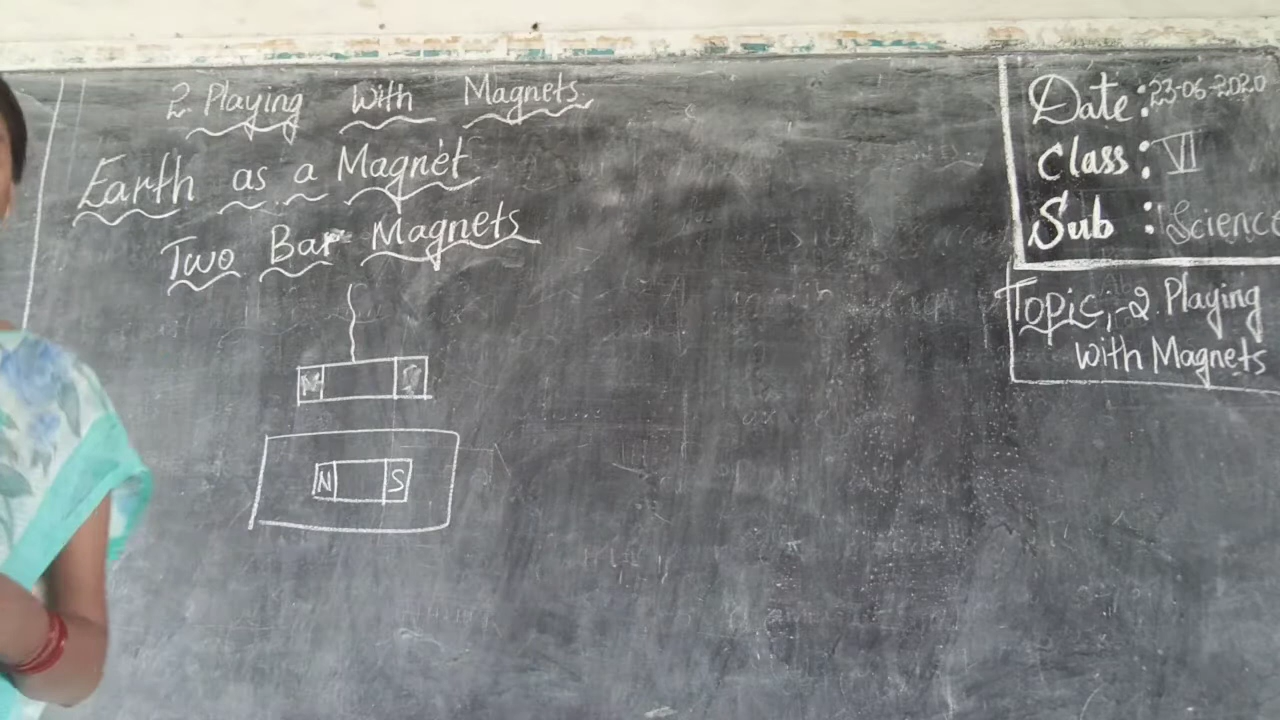 2. Playing With Magnets.
Earth as a Magnet
Two Bar Magnets
N
N S
Date: 23-06-2020
Class: VI
Sub : Science
Topic:-2. Playing
with Magnets